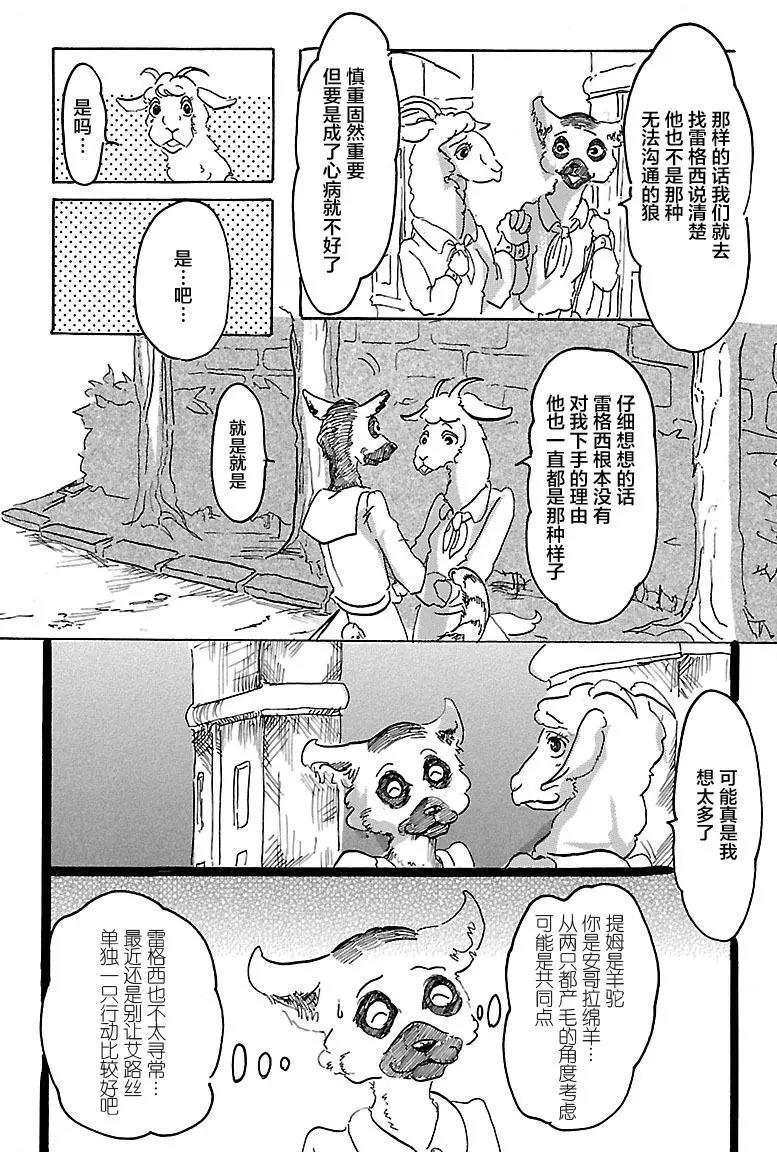 那样的话我们就去
找雷格西说清楚
他也不是那种
无法沟通的狼
慎重固然重要
但要是成了心病就不好了
是吗…
是…吧…
仔细想想的话
雷格西根本没有
对我下手的理由
他也一直都是那种样子
就是就是
可能真是我
想太多了
提姆是羊驼
你是安哥拉绵羊…
从两只都产毛的角度考虑
可能是共同点
雷格西也不太寻常…
最近还是别让艾路丝
单独一只行动比较好吧